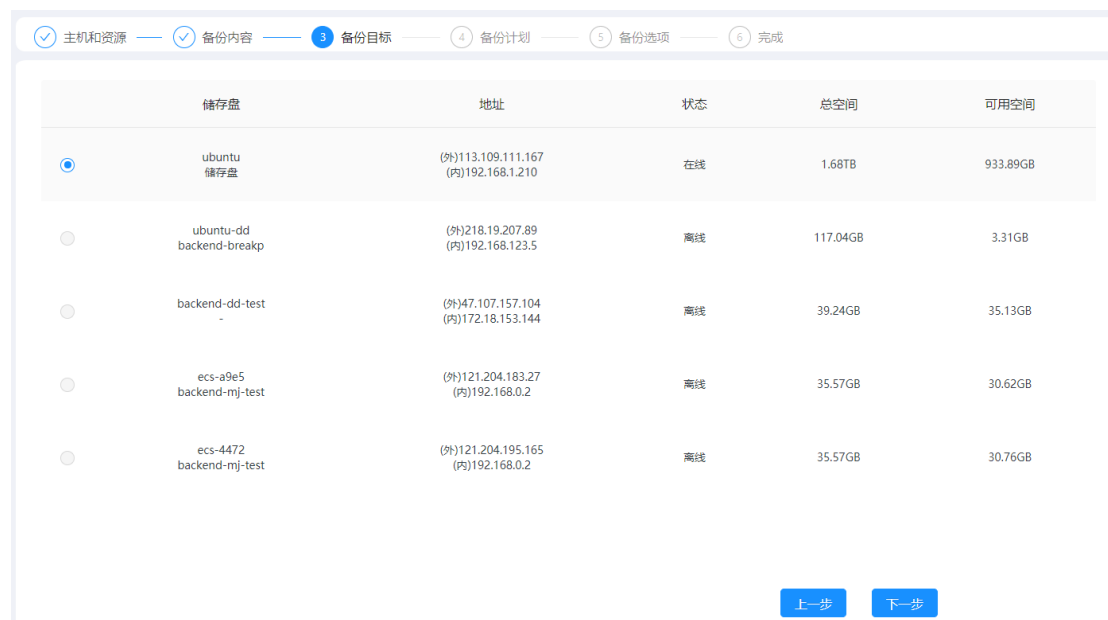 主机和资源 备份内容 3 备份目标 4 备份计划 5 备份选项 6 完成
储存盘 地址 状态 总空间 可用空间
ubuntu (外)113.109.111.167
储存盘 (内)192.168.1.210 在线 1.68TB 933.89GB
ubuntu-dd (外)218.19.207.89
backend-breakp (内)192.168.123.5 离线 117.04GB 3.31GB
backend-dd-test (外)47.107.157.104
- (内)172.18.153.144 离线 39.24GB 35.13GB
ecs-a9e5 (外)121.204.183.27
backend-mj-test (内)192.168.0.2 离线 35.57GB 30.62GB
ecs-4472 (外)121.204.195.165
backend-mj-test (内)192.168.0.2 离线 35.57GB 30.76GB
上一步 下一步